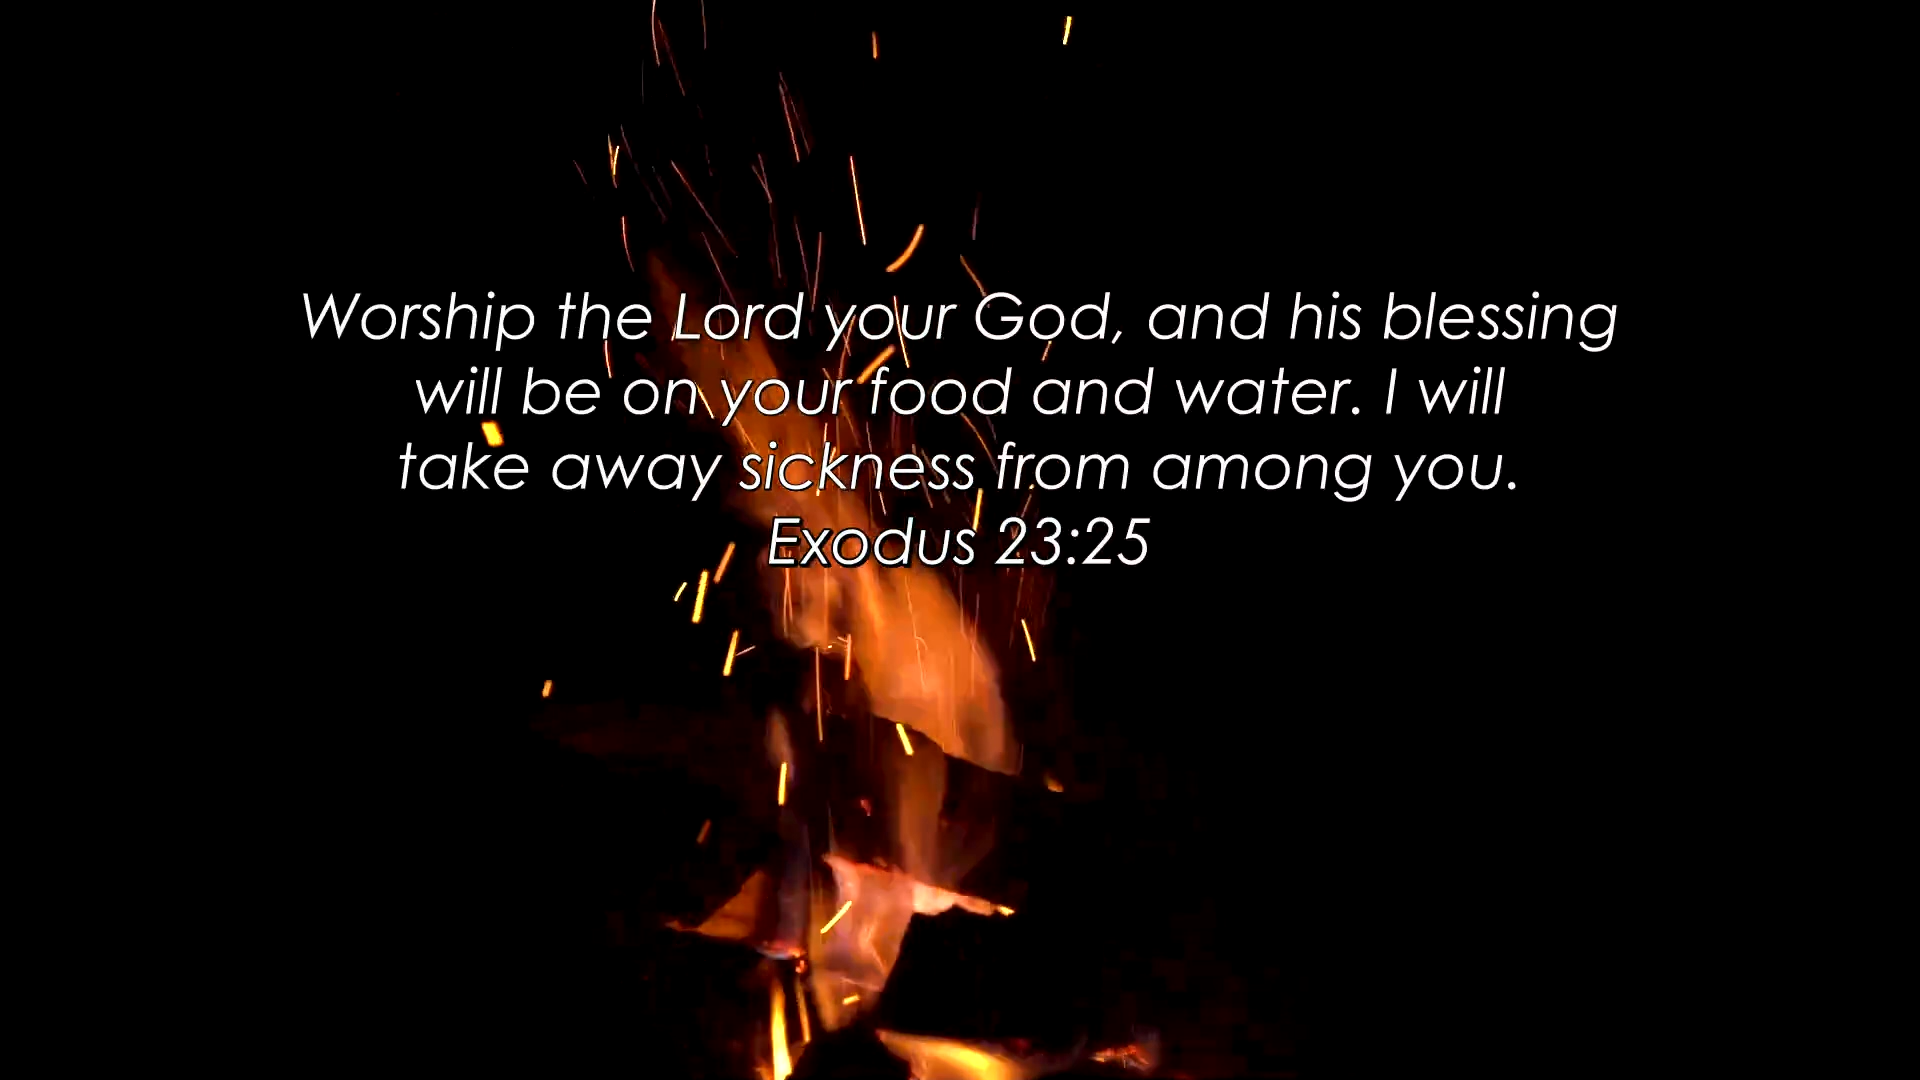 Worship the Lord your God, and his blessing
will be on your food and water. I will
take away sickness from among you.
Exodus 23:25